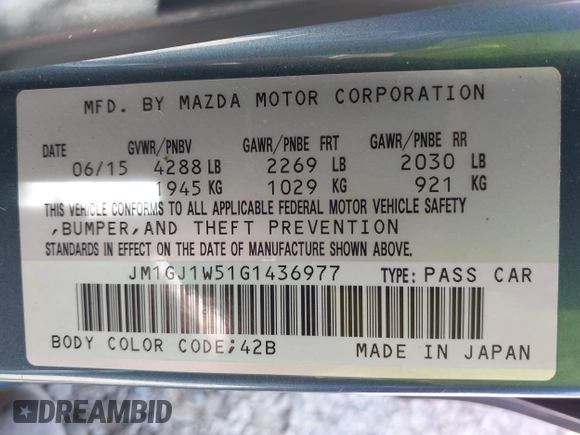 MFD. BY MAZDA MOTOR CORPORATION
DATE GVWR/PNBV GAWR/PNBE FRT GAWR/PNBE RR
06/15 4288 LB 2269 LB 2030 LB
1945 KG 1029 KG 921 KG
THIS VEHICLE CONFORMS TO ALL APPLICABLE FEDERAL MOTOR VEHICLE SAFETY
,BUMPER,AND THEFT PREVENTION
STANDARDS IN EFFECT ON THE DATE OF MANUFACTURE SHOWN ABOVE.
JM1GJ1W51G1436977 TYPE: PASS CAR
BODY COLOR CODE;42B MADE IN JAPAN
DREAMBID